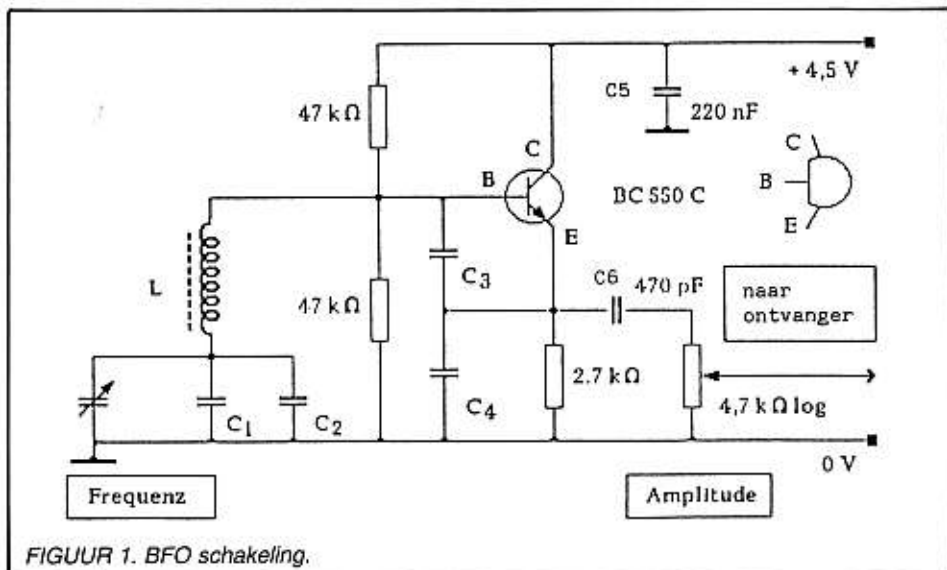 + 4,5 V
C5
47 kΩ
220 nF
C
C
B
B
BC 550 C
E
E
C3
C6
470 pF
naar
ontvanger
L
47 kΩ
2.7 kΩ
C4
4,7 kΩ log
C1
C2
0 V
Frequenz
Amplitude
FIGUUR 1. BFO schakeling.